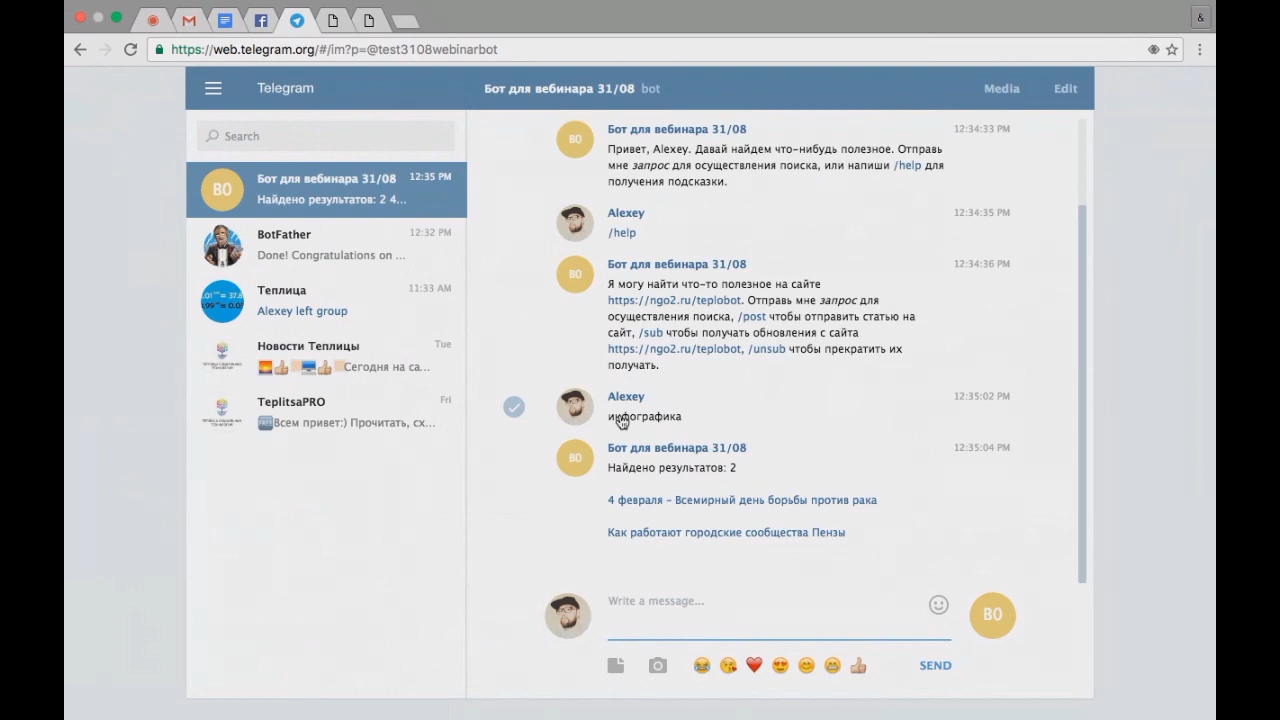 &
https://web.telegram.org/#/im?p=@test3108webinarbot
Telegram
Бот для вебинара 31/08 bot
Media
Edit
Search
BO
Бот для вебинара 31/08
12:35 PM
Найдено результатов: 2 4...
BotFather
12:32 PM
Done! Congratulations on ...
Теплица
11:33 AM
Alexey left group
Новости Теплицы
Tue
Сегодня на са...
TeplitsaPRO
Fri
Всем привет:) Прочитать, сх...
BO
Бот для вебинара 31/08
12:34:33 PM
Привет, Alexey. Давай найдем что-нибудь полезное. Отправь
мне запрос для осуществления поиска, или напиши /help для
получения подсказки.
Alexey
12:34:35 PM
/help
BO
Бот для вебинара 31/08
12:34:36 PM
Я могу найти что-то полезное на сайте
https://ngo2.ru/teplobot. Отправь мне запрос для
осуществления поиска, /post чтобы отправить статью на
сайт, /sub чтобы получать обновления с сайта
https://ngo2.ru/teplobot, /unsub чтобы прекратить их
получать.
Alexey
12:35:02 PM
инфографика
BO
Бот для вебинара 31/08
12:35:04 PM
Найдено результатов: 2
4 февраля – Всемирный день борьбы против рака
Как работают городские сообщества Пензы
Write a message...
BO
SEND